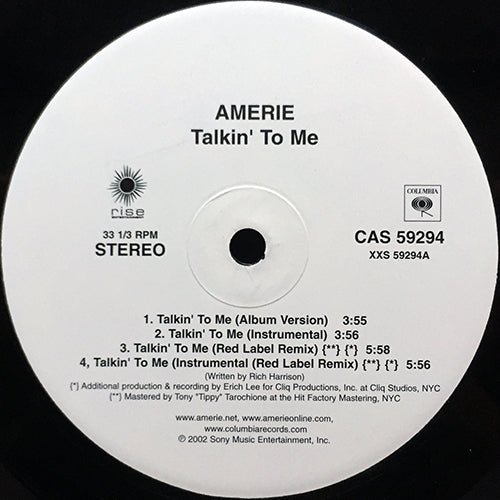 AMERIE
Talkin' To Me
rise
ENTERTAINMENT
COLUMBIA
33 1/3 RPM
STEREO
CAS 59294
XXS 59294A
1. Talkin' To Me (Album Version) 3:55
2. Talkin' To Me (Instrumental) 3:56
3. Talkin' To Me (Red Label Remix) {**} {*} 5:58
4, Talkin' To Me (Instrumental (Red Label Remix) {**} {*} 5:56
(Written by Rich Harrison)
{*} Additional production & recording by Erich Lee for Cliq Productions, Inc. at Cliq Studios, NYC
{**} Mastered by Tony "Tippy" Tarochione at the Hit Factory Mastering, NYC
www.amerie.net, www.amerieonline.com,
www.columbiarecords.com
© 2002 Sony Music Entertainment, Inc.